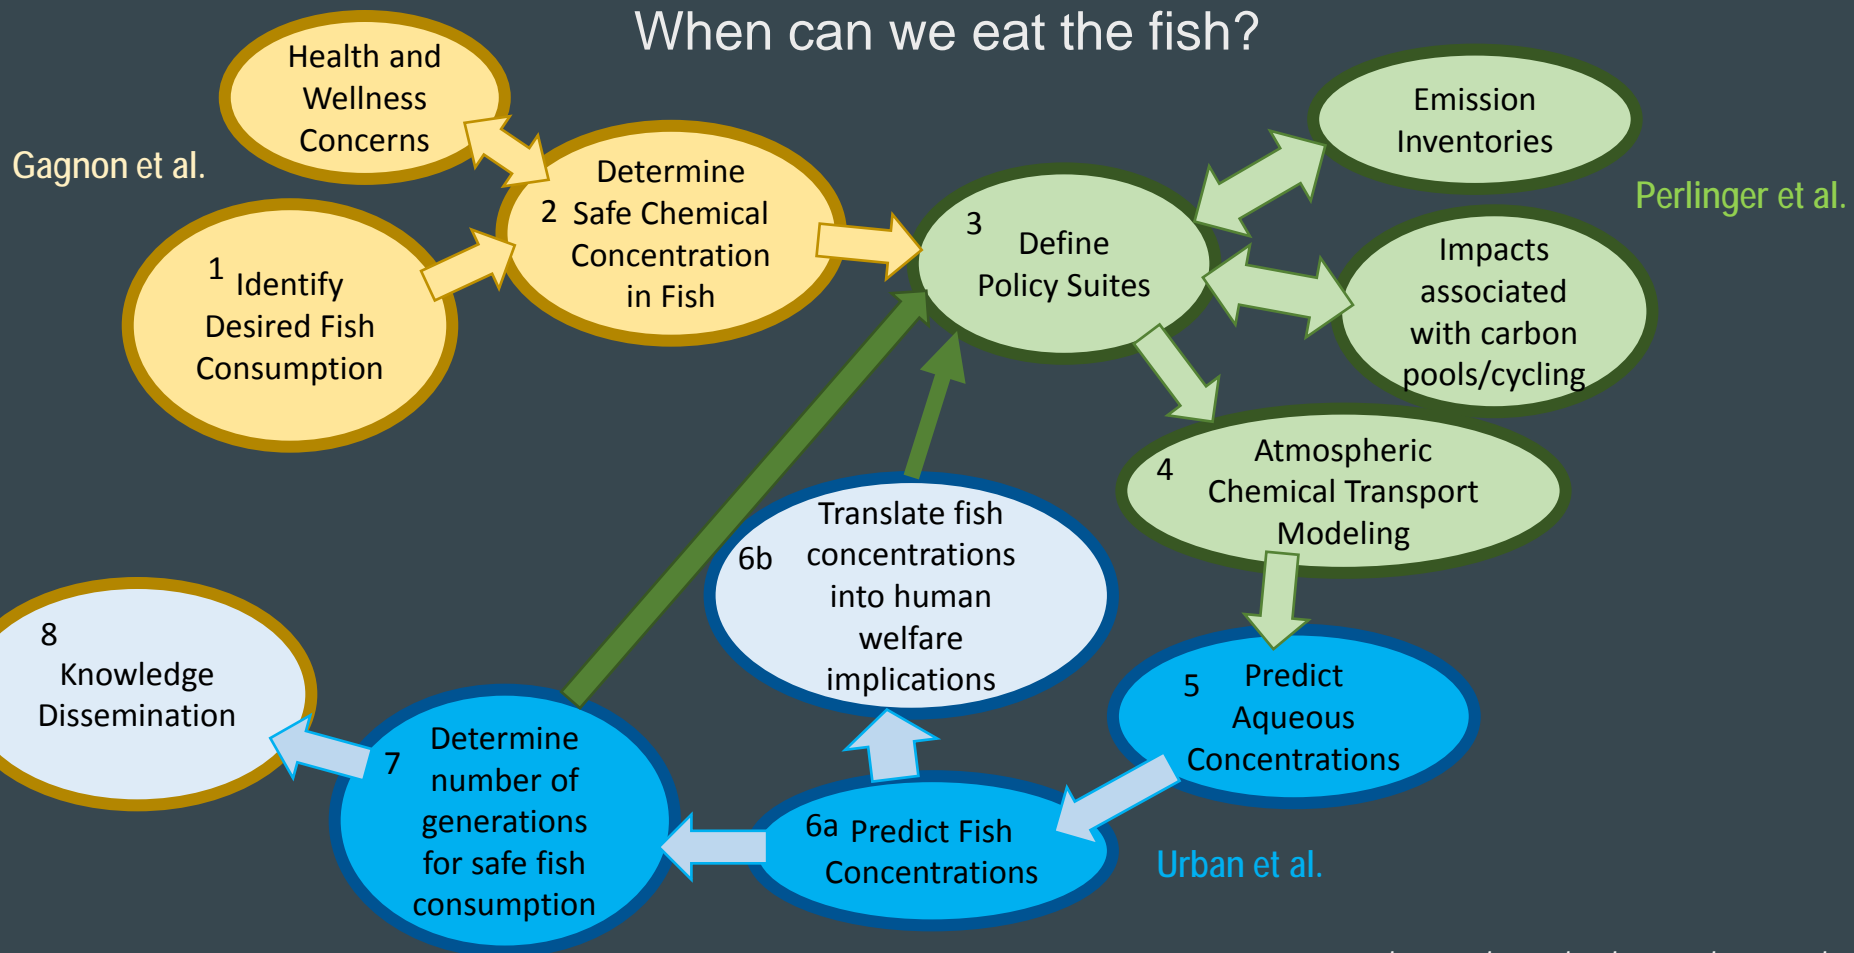 When can we eat the fish?
Health and
Wellness
Concerns
Gagnon et al.
1
Identify
Desired Fish
Consumption
2
Determine
Safe Chemical
Concentration
in Fish
3
Define
Policy Suites
Emission
Inventories
Perlinger et al.
Impacts
associated
with carbon
pools/cycling
4
Atmospheric
Chemical Transport
Modeling
5
Predict
Aqueous
Concentrations
6a
Predict Fish
Concentrations
Urban et al.
6b
Translate fish
concentrations
into human
welfare
implications
7
Determine
number of
generations
for safe fish
consumption
8
Knowledge
Dissemination